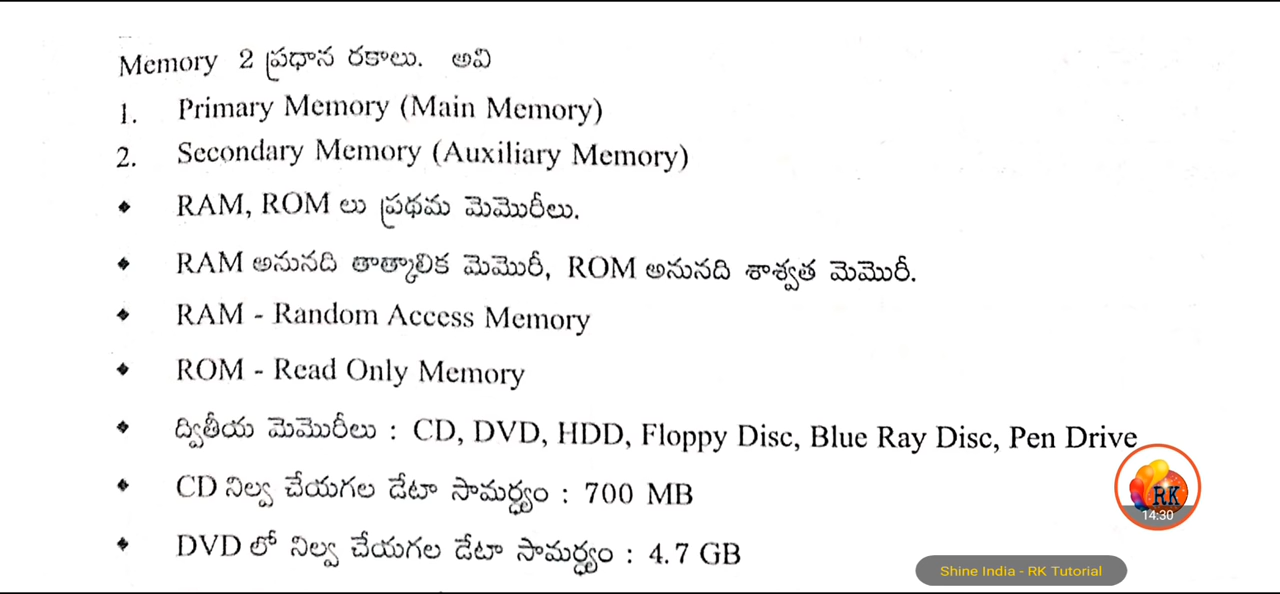 Memory 2 ప్రధాన రకాలు. అవి
1. Primary Memory (Main Memory)
2. Secondary Memory (Auxiliary Memory)
RAM, ROM లు ప్రథమ మెమొరీలు.
RAM అనునది తాత్కాలిక మెమొరీ, ROM అనునది శాశ్వత మెమొరీ.
RAM - Random Access Memory
ROM - Read Only Memory
ద్వితీయ మెమొరీలు : CD, DVD, HDD, Floppy Disc, Blue Ray Disc, Pen Drive
CD నిల్వ చేయగల డేటా సామర్థ్యం : 700 MB
DVD లో నిల్వ చేయగల డేటా సామర్థ్యం : 4.7 GB
RK
14:30
Shine India - RK Tutorial